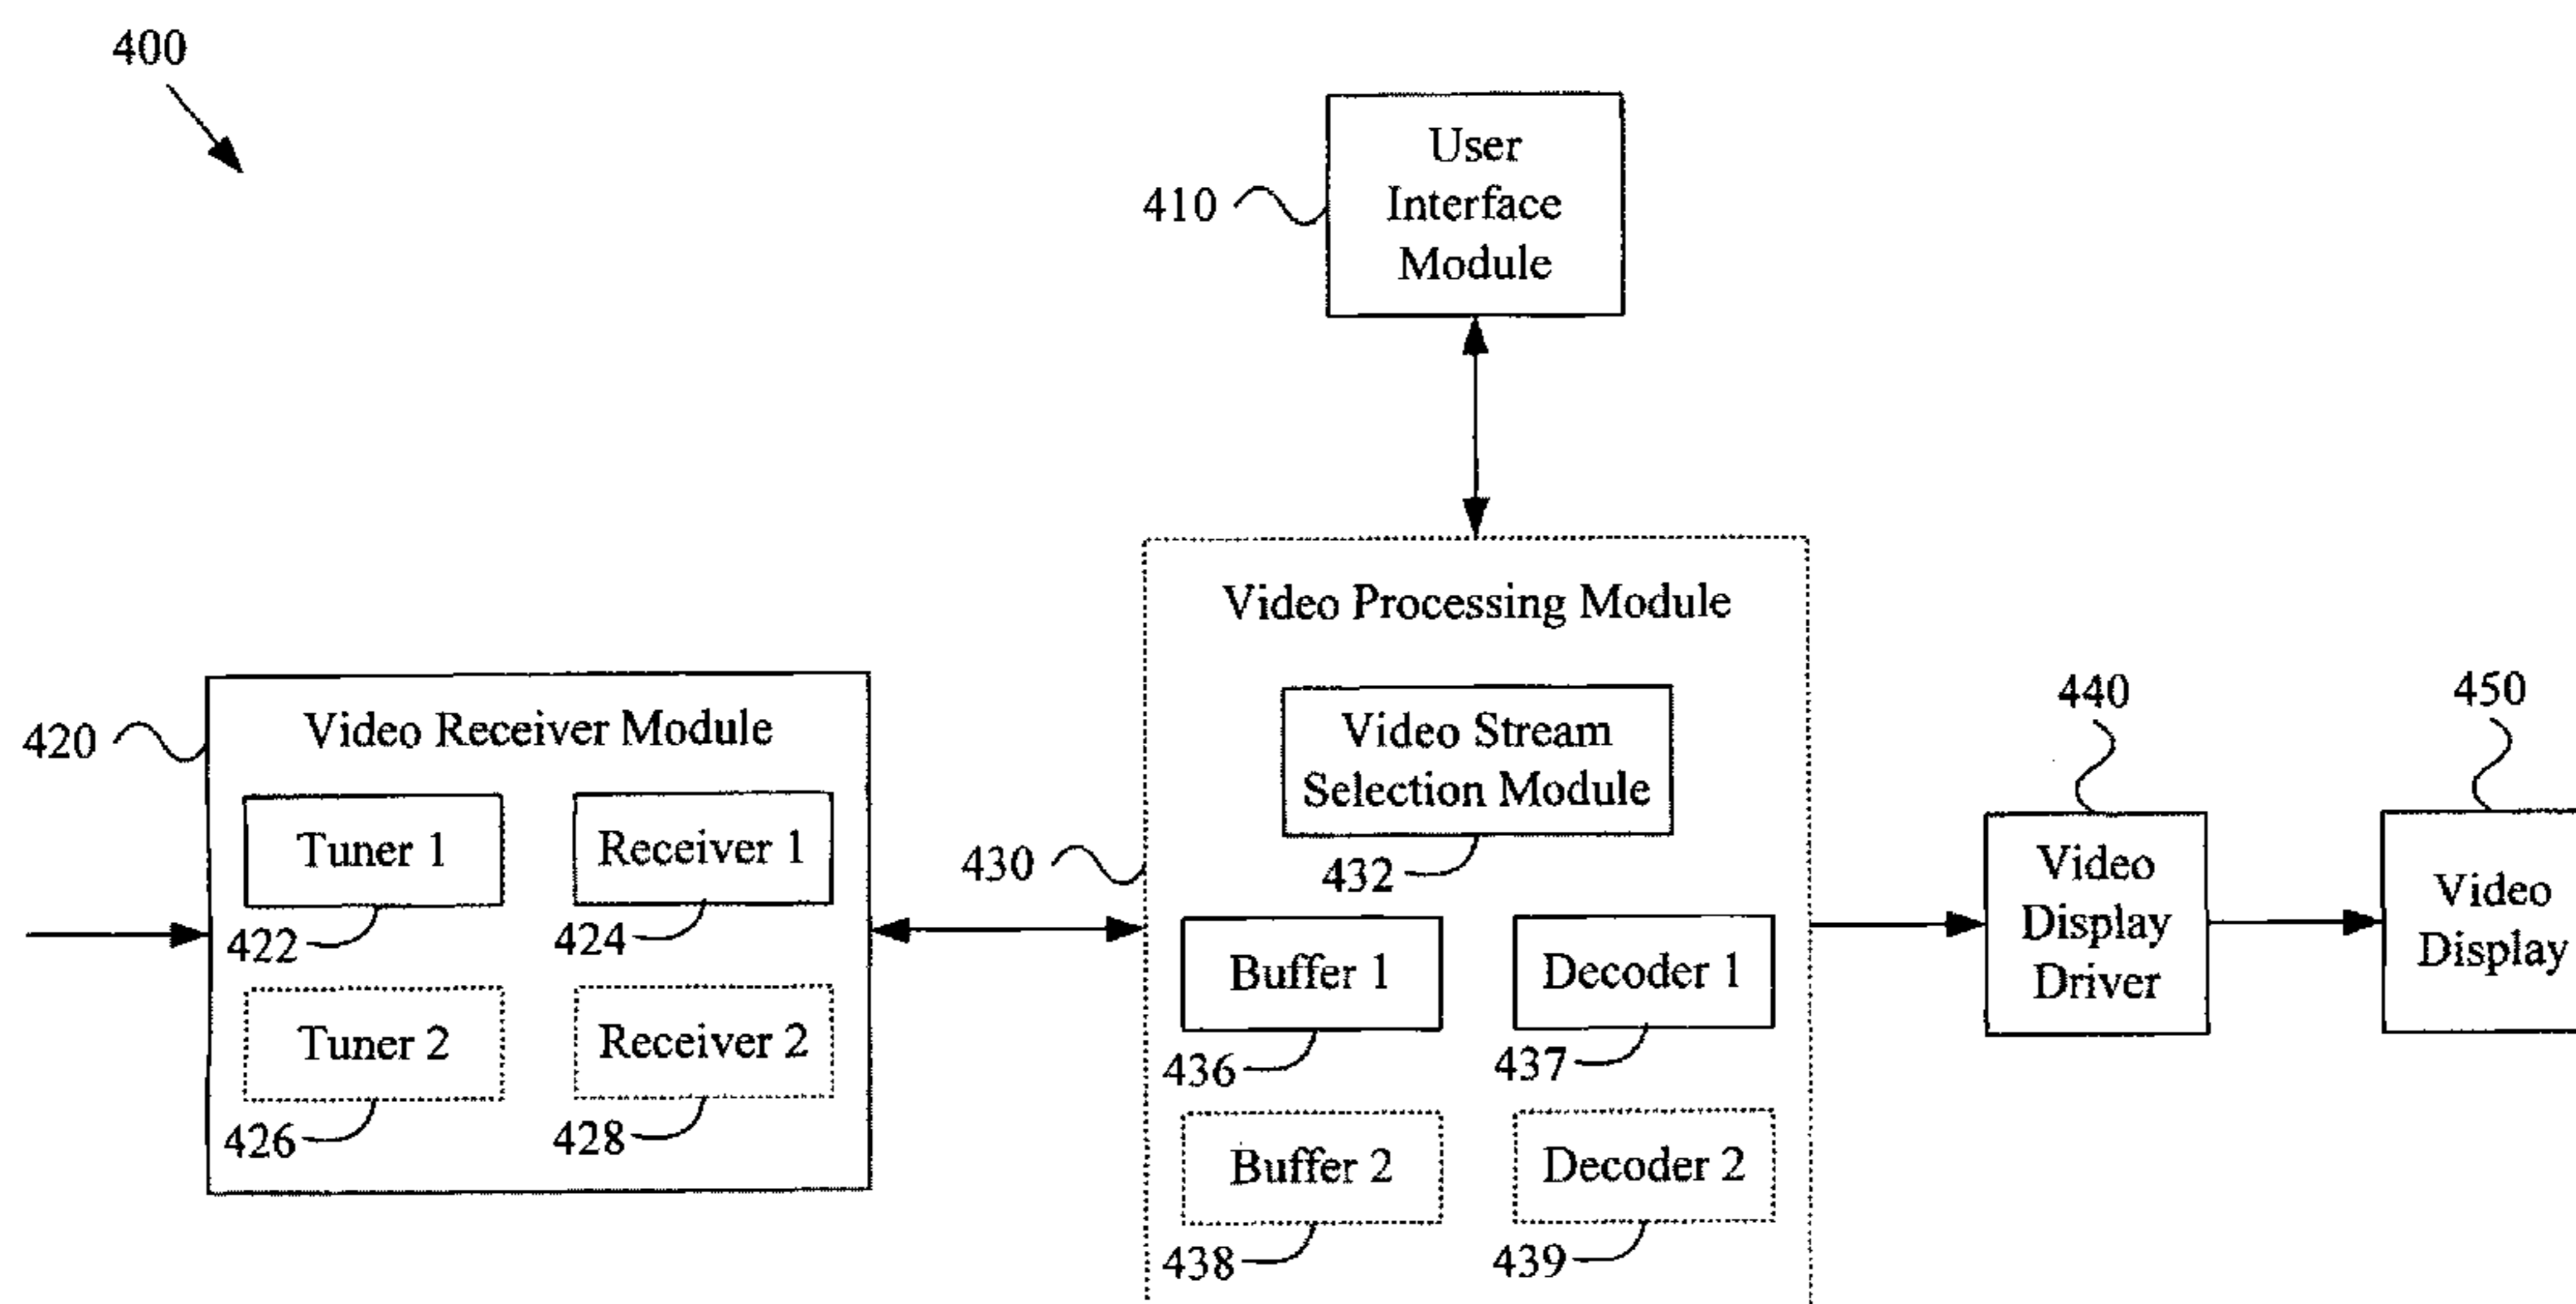 400
User
Interface
Module
410
Video Processing Module
Video Receiver Module
420
Tuner 1
422
Receiver 1
424
Tuner 2
426
Receiver 2
428
430
Video Stream
Selection Module
432
Buffer 1
436
Decoder 1
437
Buffer 2
438
Decoder 2
439
440
Video
Display
Driver
450
Video
Display